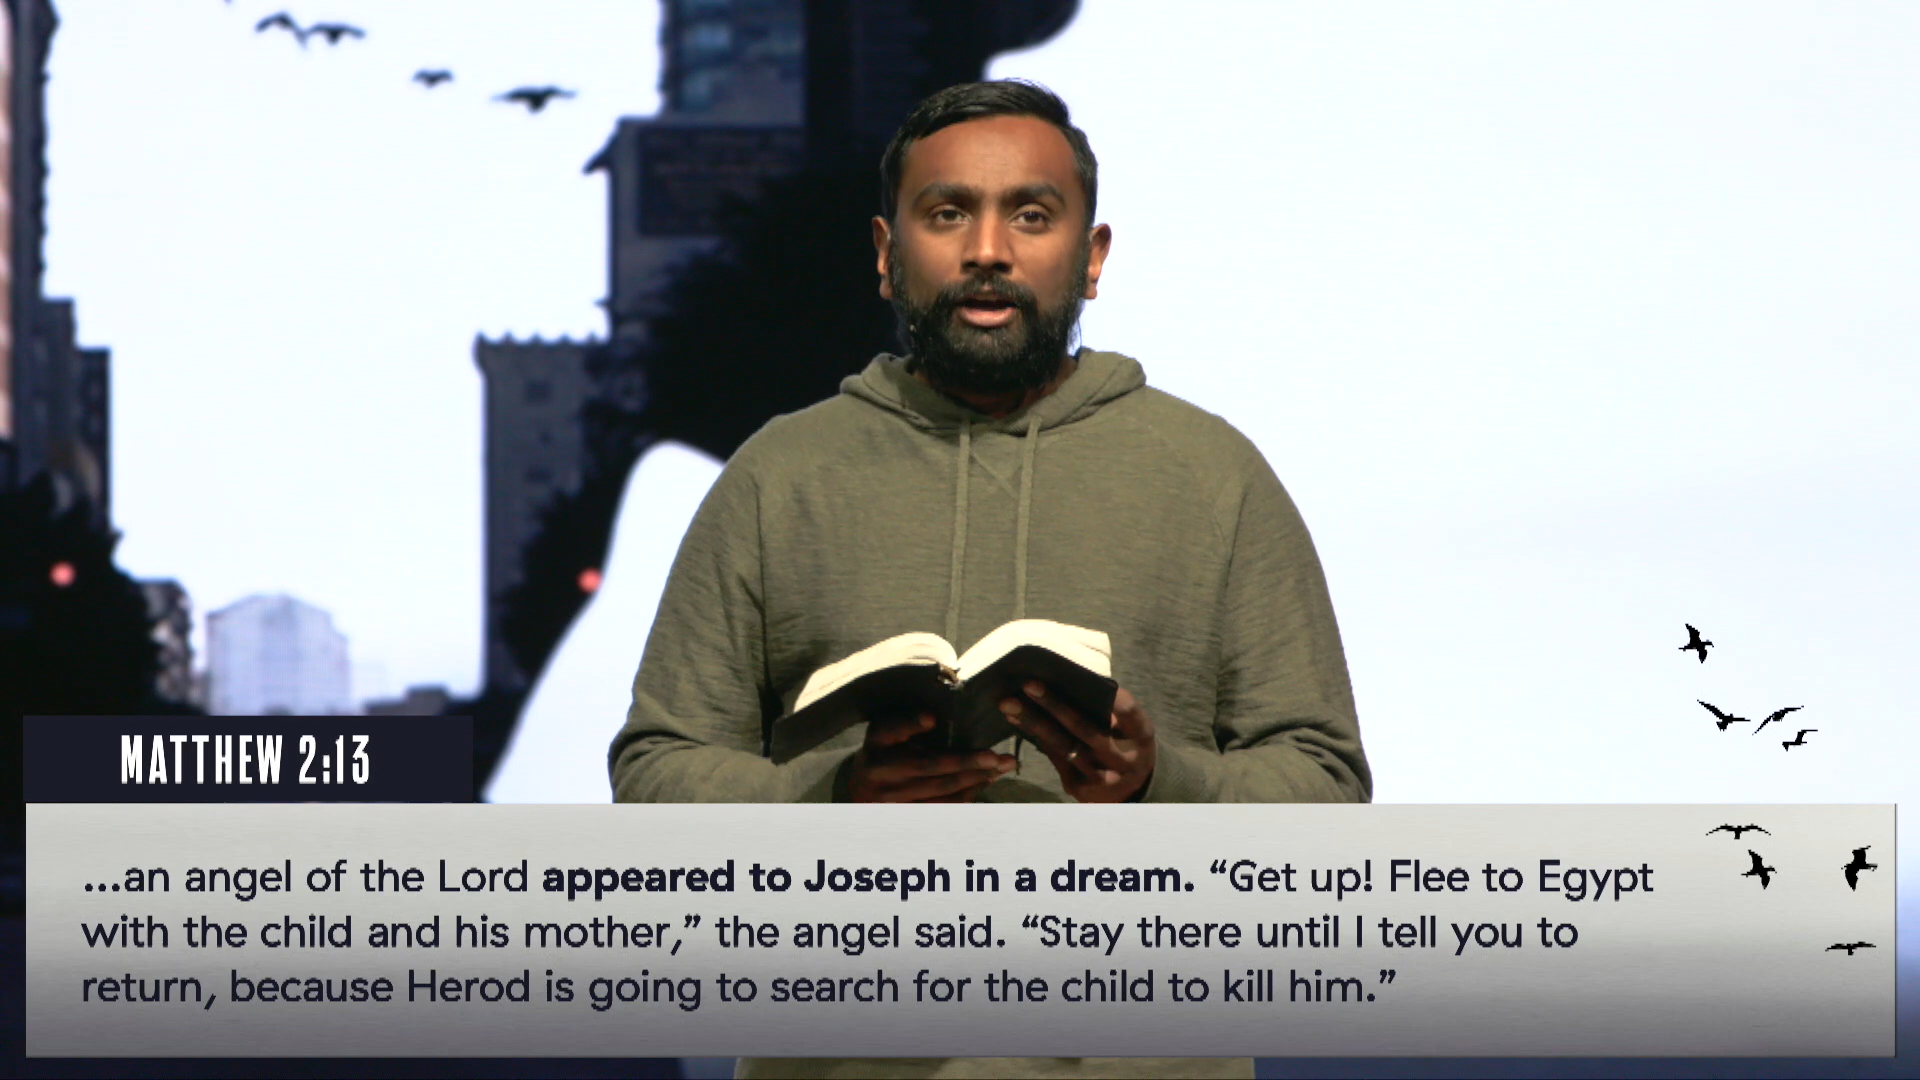 MATTHEW 2:13
...an angel of the Lord appeared to Joseph in a dream. “Get up! Flee to Egypt
with the child and his mother,” the angel said. “Stay there until I tell you to
return, because Herod is going to search for the child to kill him.”